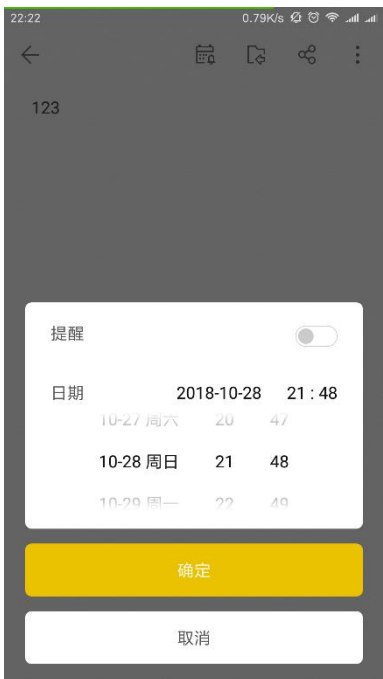 22:22 0.79K/s
123
提醒
日期 2018-10-28 21 : 48
10-27 周六 20 47
10-28 周日 21 48
10-29 周一 22 49
确定
取消